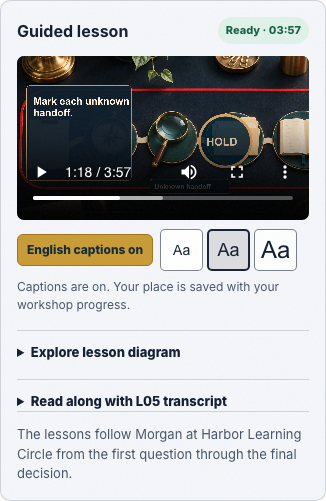 Guided lesson
Ready · 03:57
Mark each unknown
handoff.
HOLD
1:18 / 3:57
Unknown handoff
English captions on
Aa
Aa
Aa
Captions are on. Your place is saved with your
workshop progress.
Explore lesson diagram
Read along with L05 transcript
The lessons follow Morgan at Harbor Learning
Circle from the first question through the final
decision.